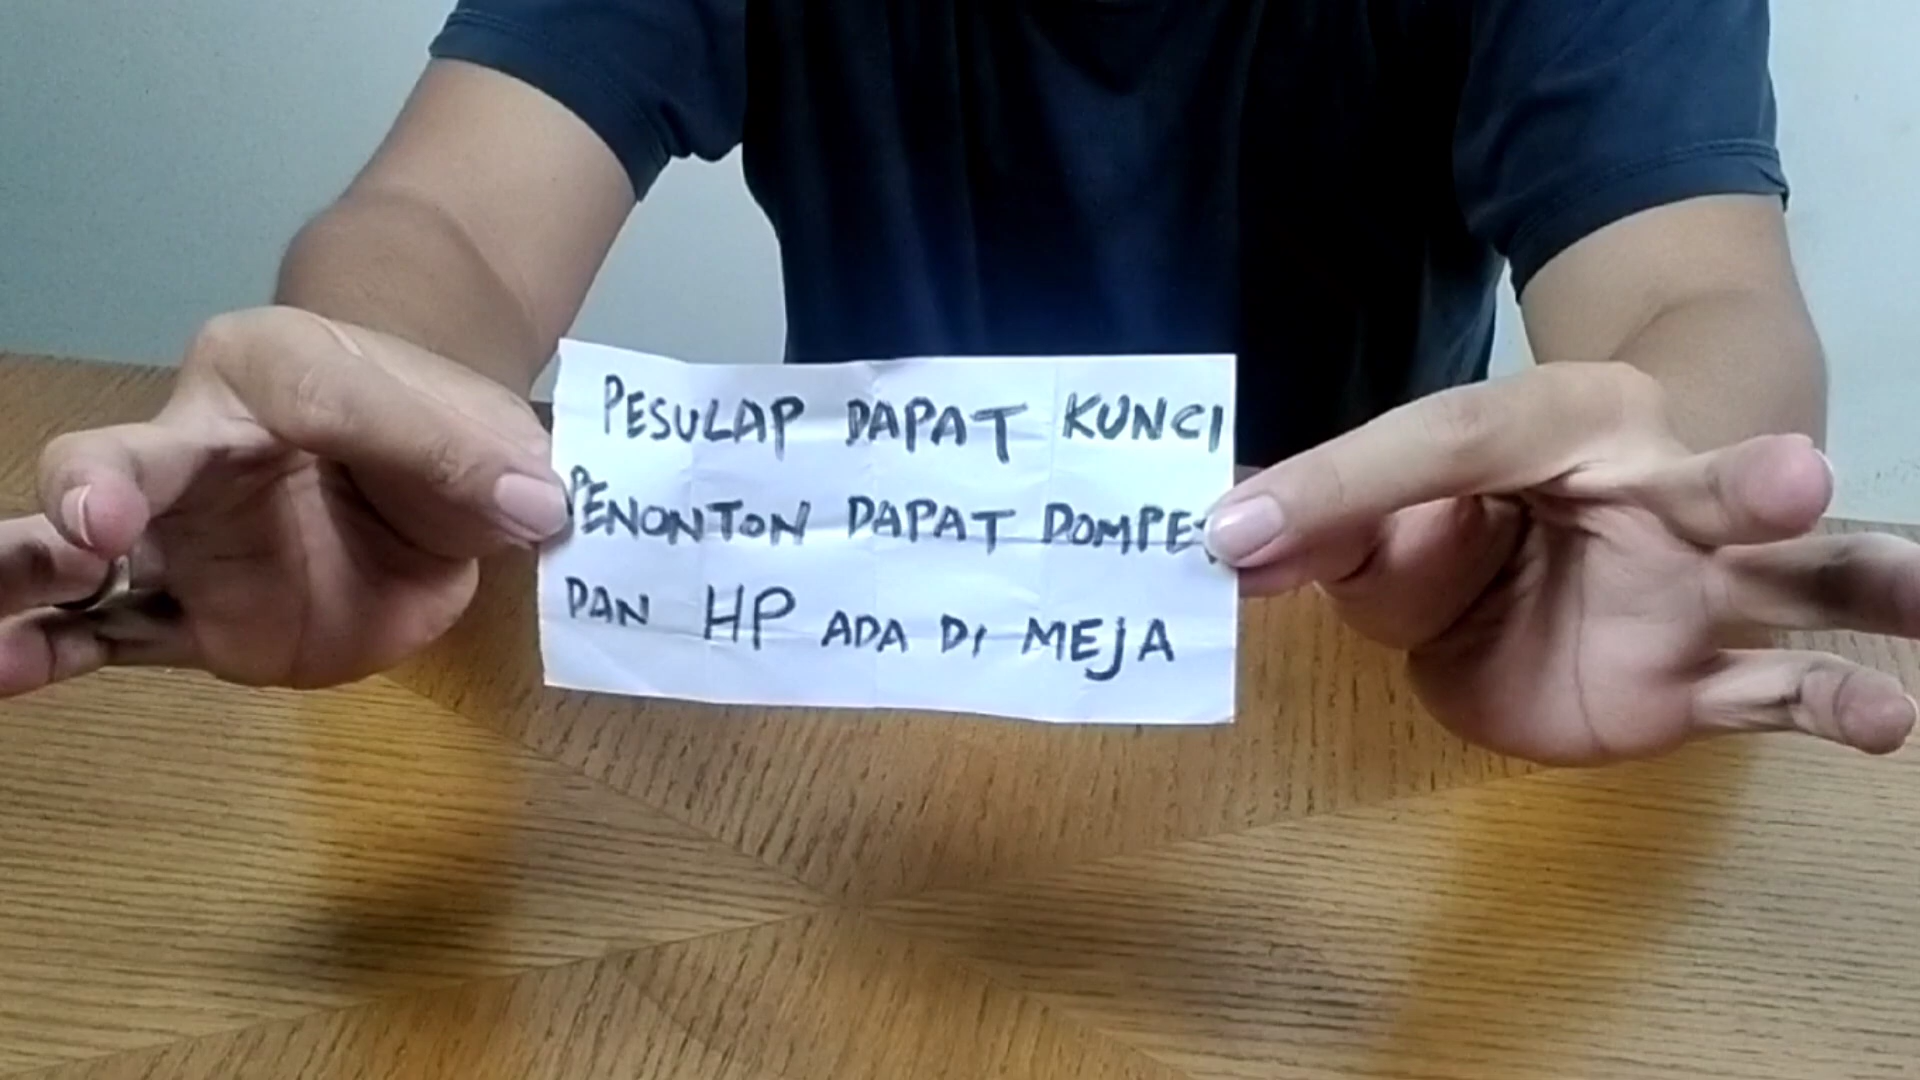 PESULAP DAPAT KUNCI
PENONTON DAPAT DOMPET
DAN HP ADA DI MEJA